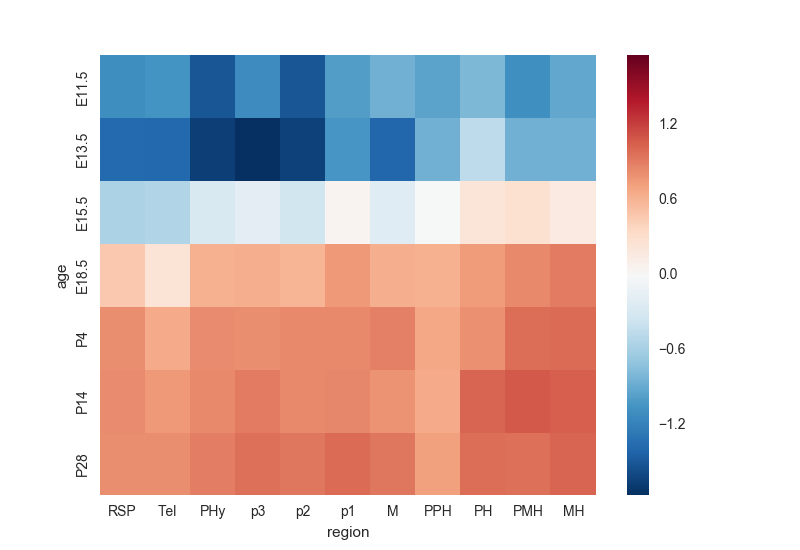 E11.5
E13.5
E15.5
E18.5
P4
P14
P28
age
RSP Tel PHy p3 p2 p1 M PPH PH PMH MH
region
1.2
0.6
0.0
−0.6
−1.2